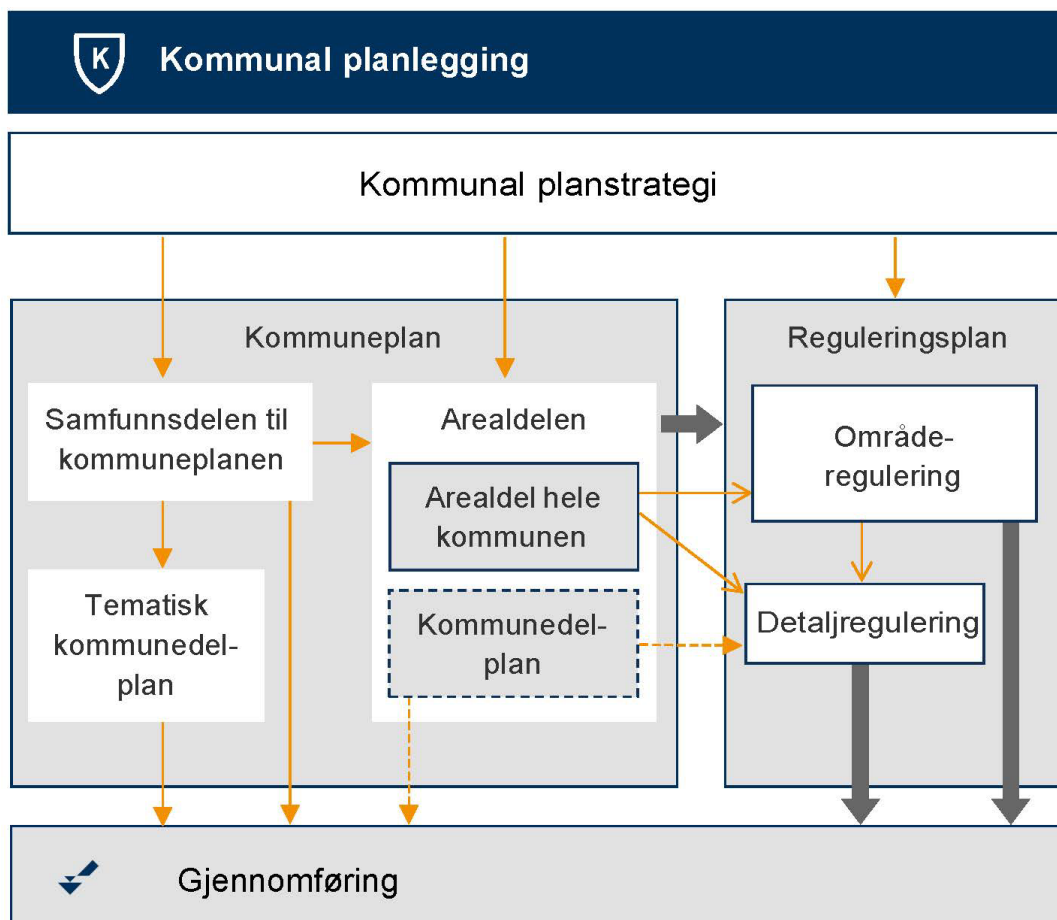 K
Kommunal planlegging
Kommunal planstrategi
Kommuneplan
Samfunnsdelen til
kommuneplanen
Tematisk
kommunedel-
plan
Arealdelen
Arealdel hele
kommunen
Kommunedel-
plan
Reguleringsplan
Område-
regulering
Detaljregulering
Gjennomføring